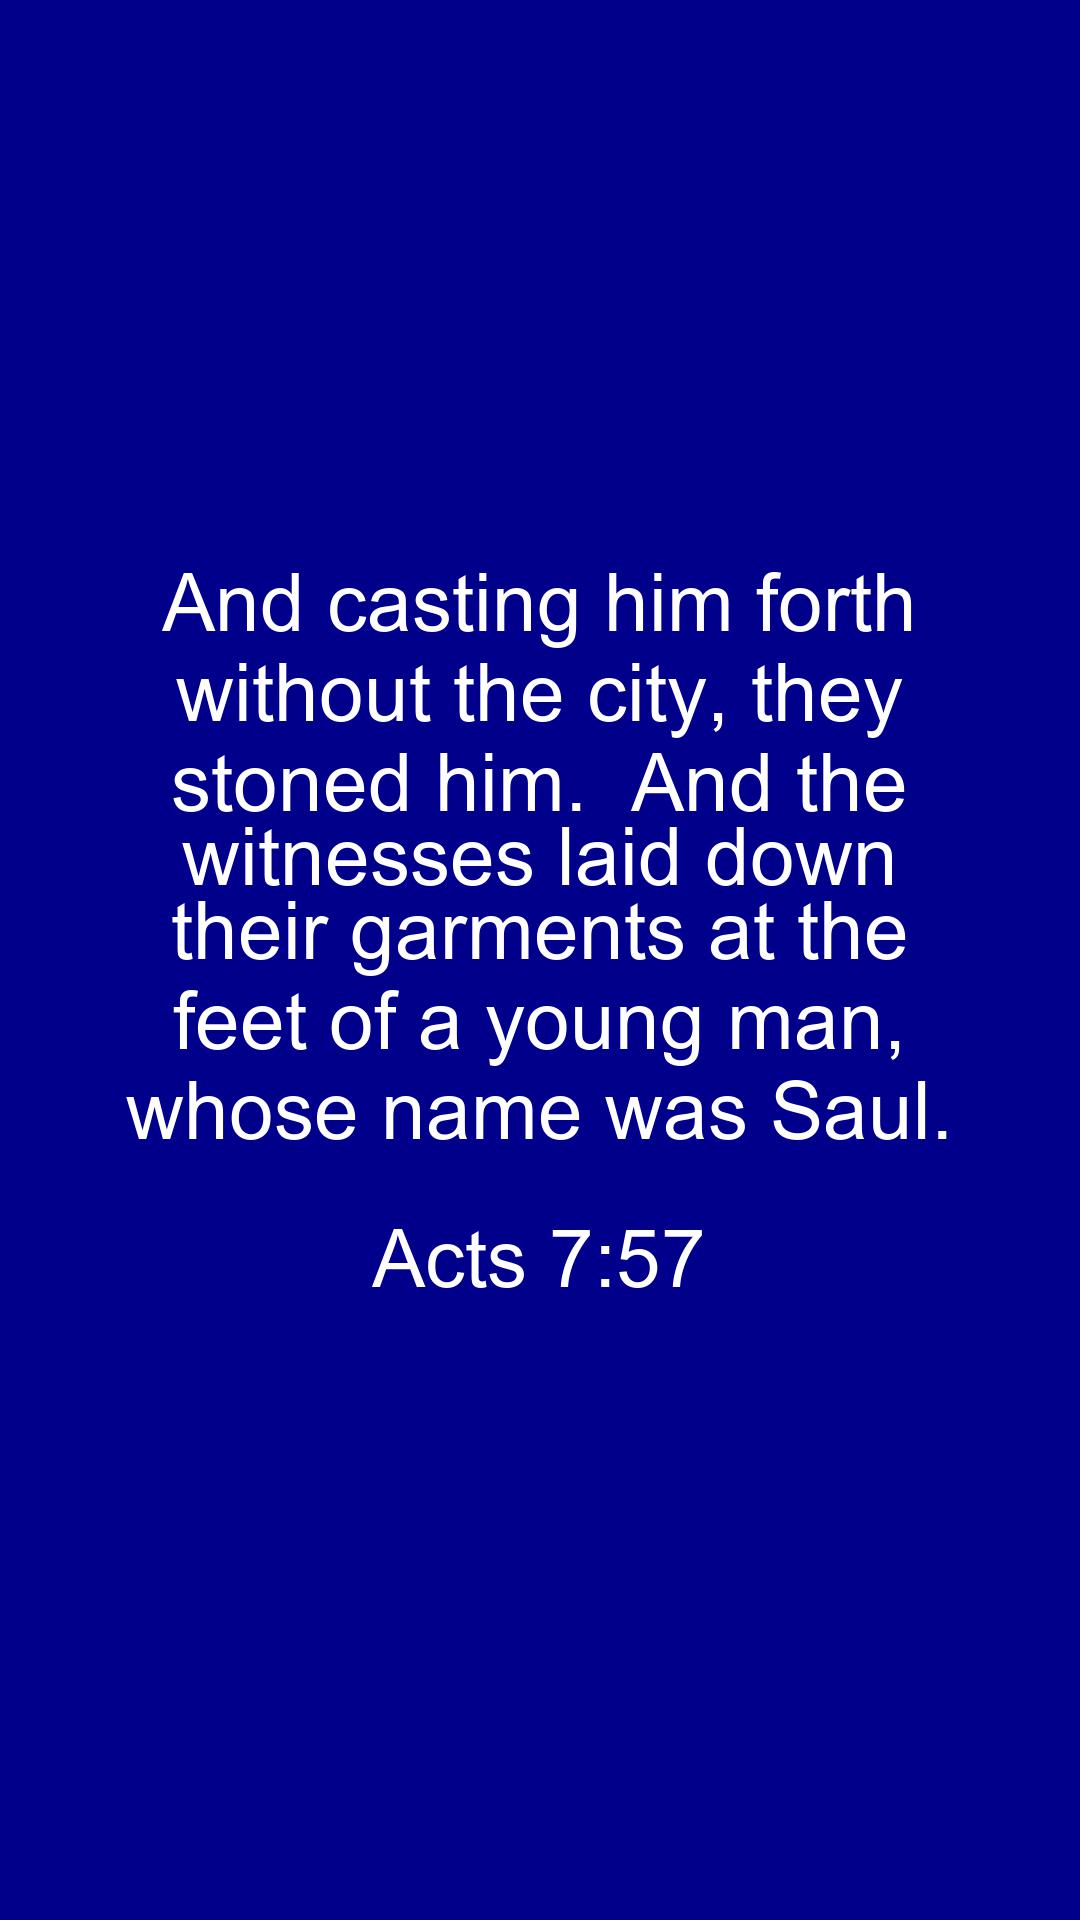 And casting him forth
without the city, they
stoned him.  And the
witnesses laid down
their garments at the
feet of a young man,
whose name was Saul.
Acts 7:57